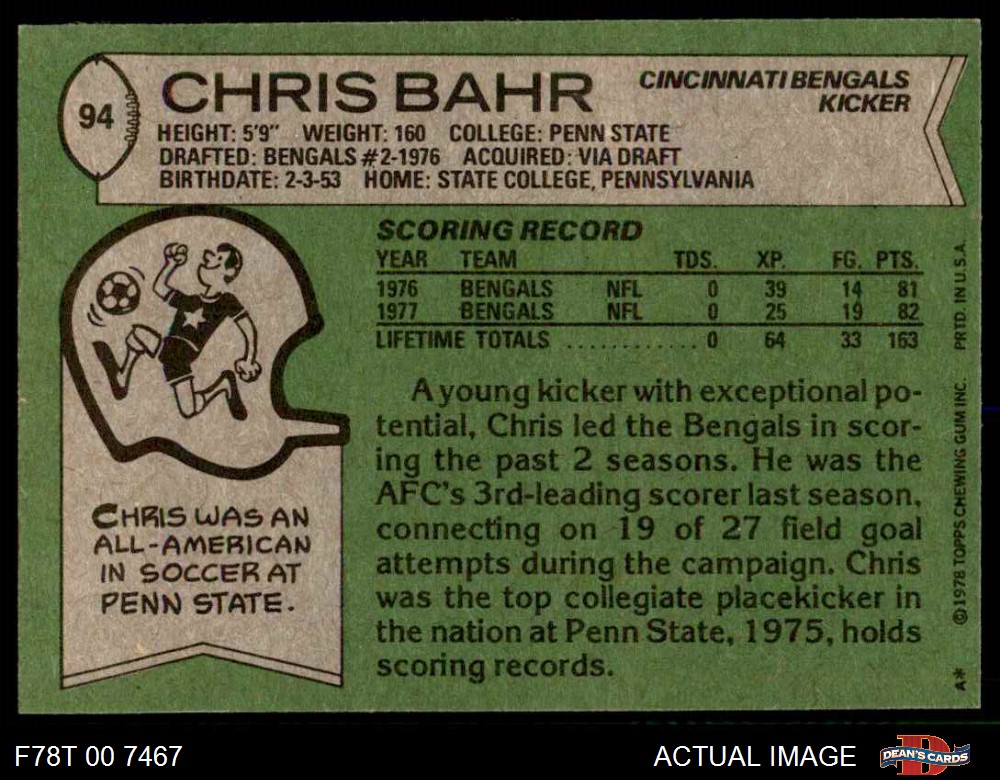 94
CHRIS BAHR
CINCINNATI BENGALS
KICKER
HEIGHT: 5'9" WEIGHT: 160 COLLEGE: PENN STATE
DRAFTED: BENGALS #2-1976 ACQUIRED: VIA DRAFT
BIRTHDATE: 2-3-53 HOME: STATE COLLEGE, PENNSYLVANIA
SCORING RECORD
YEAR TEAM TDS. XP. FG. PTS.
1976 BENGALS NFL 0 39 14 81
1977 BENGALS NFL 0 25 19 82
LIFETIME TOTALS ............ 0 64 33 163
A young kicker with exceptional po-
tential, Chris led the Bengals in scor-
ing the past 2 seasons. He was the
AFC's 3rd-leading scorer last season,
connecting on 19 of 27 field goal
attempts during the campaign. Chris
was the top collegiate placekicker in
the nation at Penn State, 1975, holds
scoring records.
CHRIS WAS AN
ALL-AMERICAN
IN SOCCER AT
PENN STATE.
A* ©1978 TOPPS CHEWING GUM INC. PRTD. IN U.S.A.
F78T 00 7467
ACTUAL IMAGE
D
DEAN'S CARDS